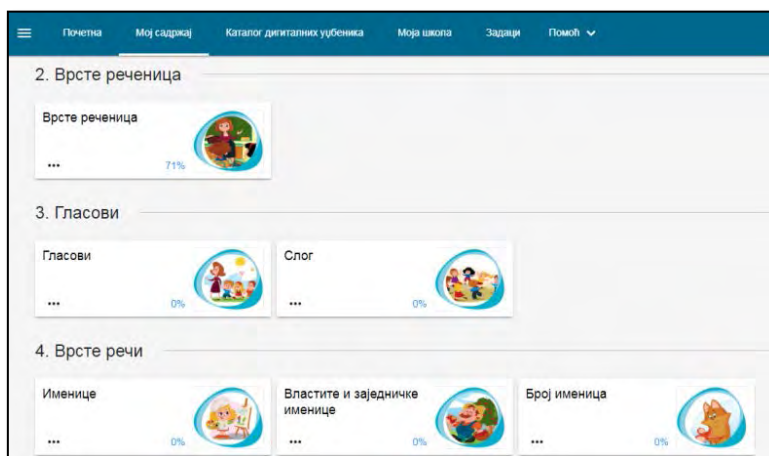 Почетна Мој садржај Каталог дигиталних уџбеника Моја школа Задаци Помоћ
2. Врсте реченица
Врсте реченица
71%
3. Гласови
Гласови Слог
0% 0%
4. Врсте речи
Именице Властите и заједничке именице Број именица
0% 0% 0%